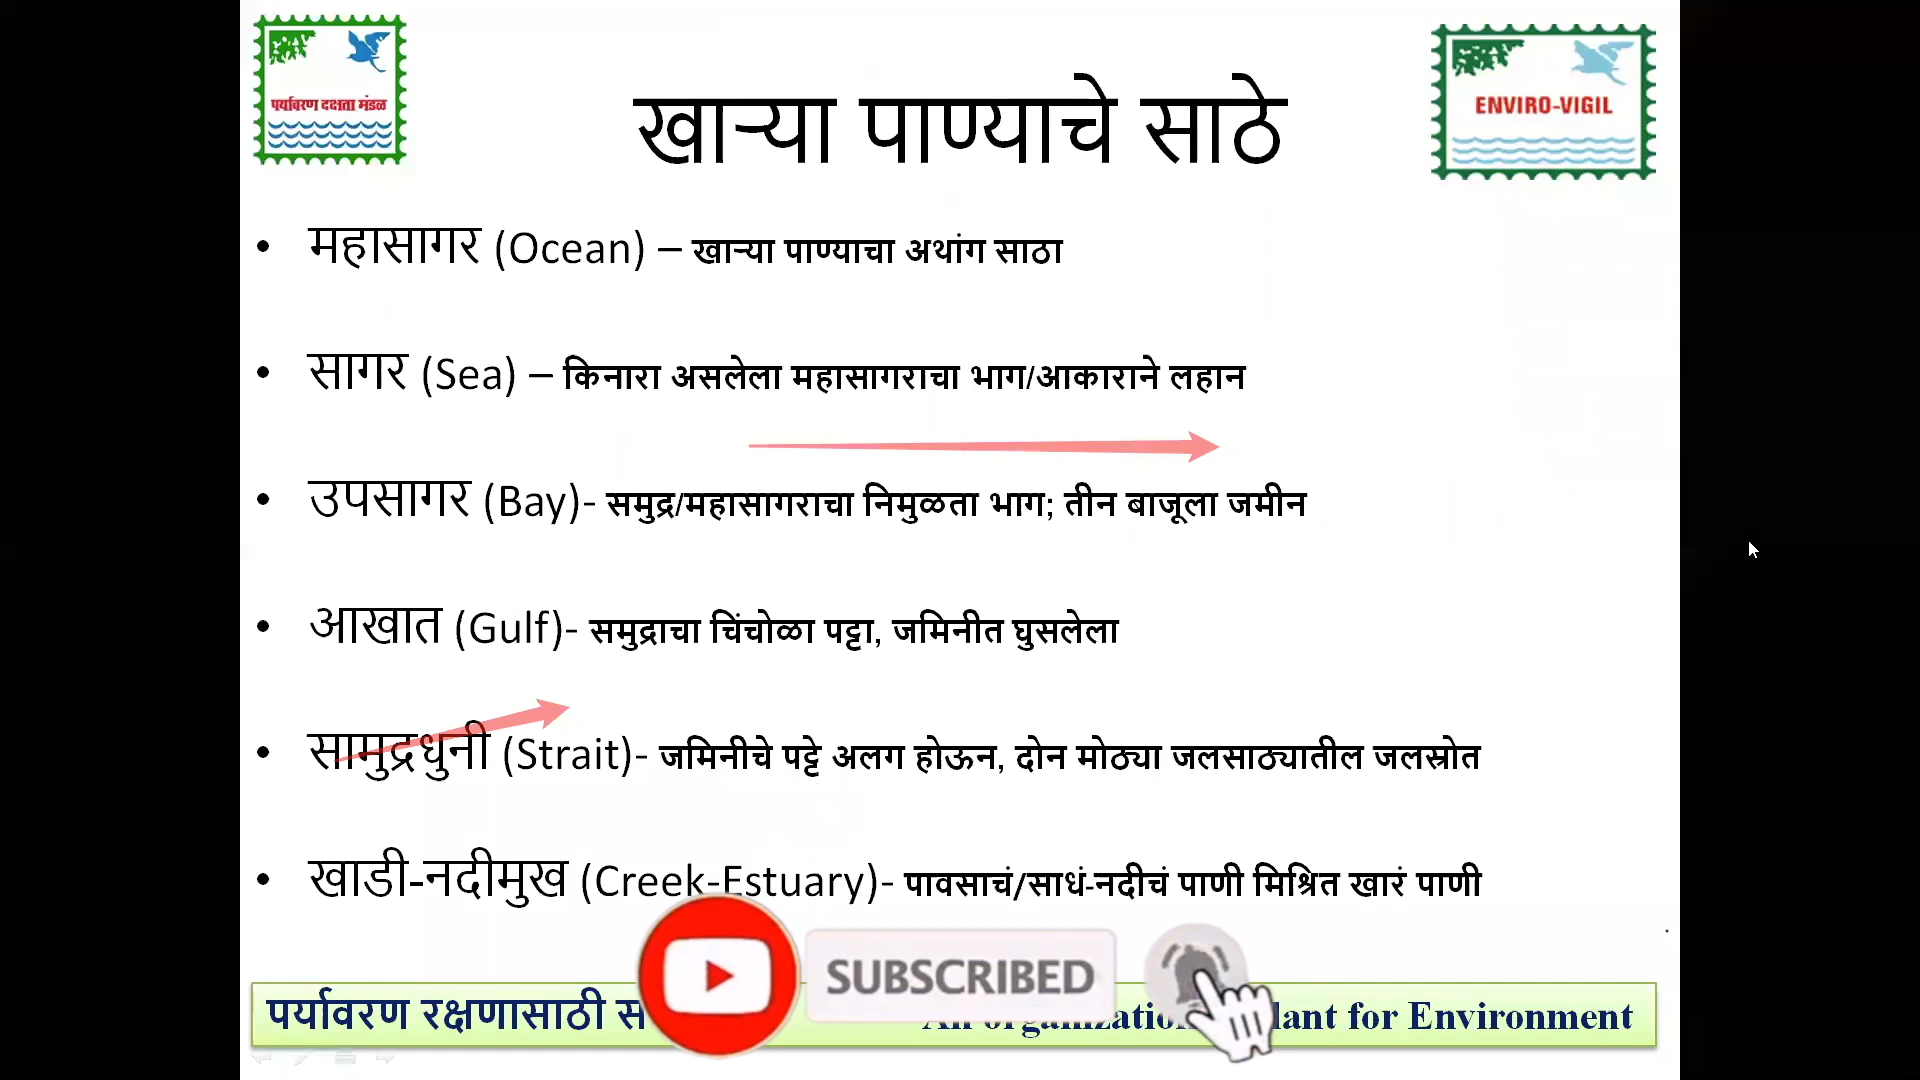 पर्यावरण दक्षता मंडळ
ENVIRO-VIGIL
खाऱ्या पाण्याचे साठे
• महासागर (Ocean) – खाऱ्या पाण्याचा अथांग साठा
• सागर (Sea) – किनारा असलेला महासागराचा भाग/आकाराने लहान
• उपसागर (Bay)- समुद्र/महासागराचा निमुळता भाग; तीन बाजूला जमीन
• आखात (Gulf)- समुद्राचा चिंचोळा पट्टा, जमिनीत घुसलेला
• सामुद्रधुनी (Strait)- जमिनीचे पट्टे अलग होऊन, दोन मोठ्या जलसाठ्यातील जलस्रोत
• खाडी-नदीमुख (Creek-Estuary)- पावसाचं/साधं-नदीचं पाणी मिश्रित खारं पाणी
SUBSCRIBED
पर्यावरण रक्षणासाठी for Environment